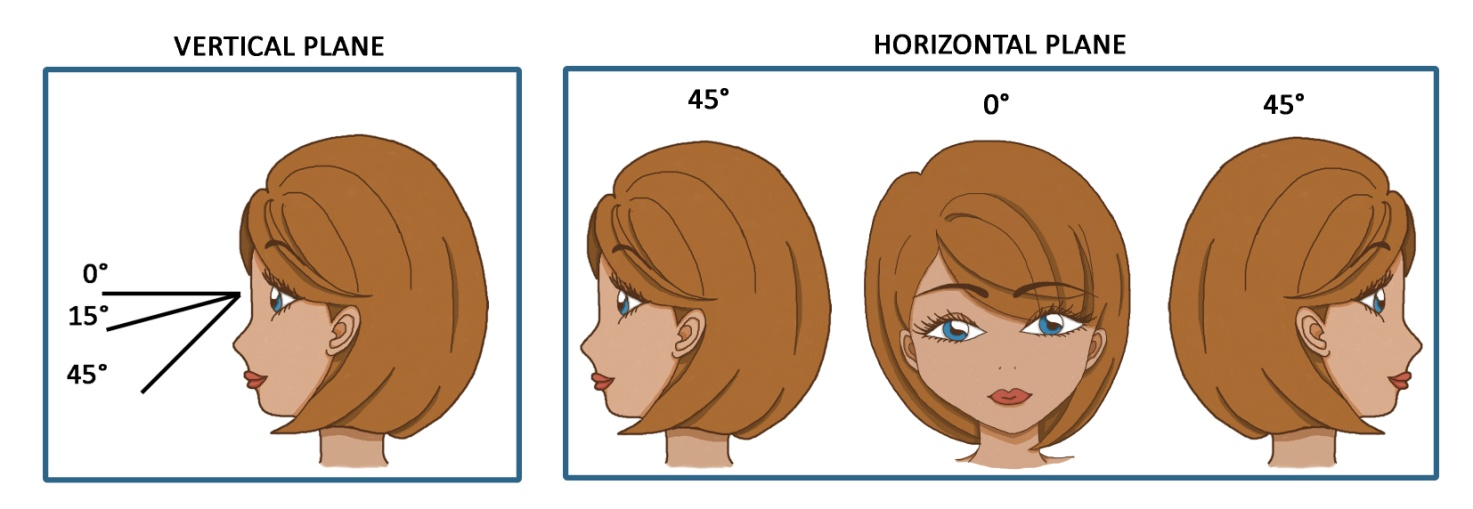 VERTICAL PLANE
0°
15°
45°
HORIZONTAL PLANE
45° 0° 45°